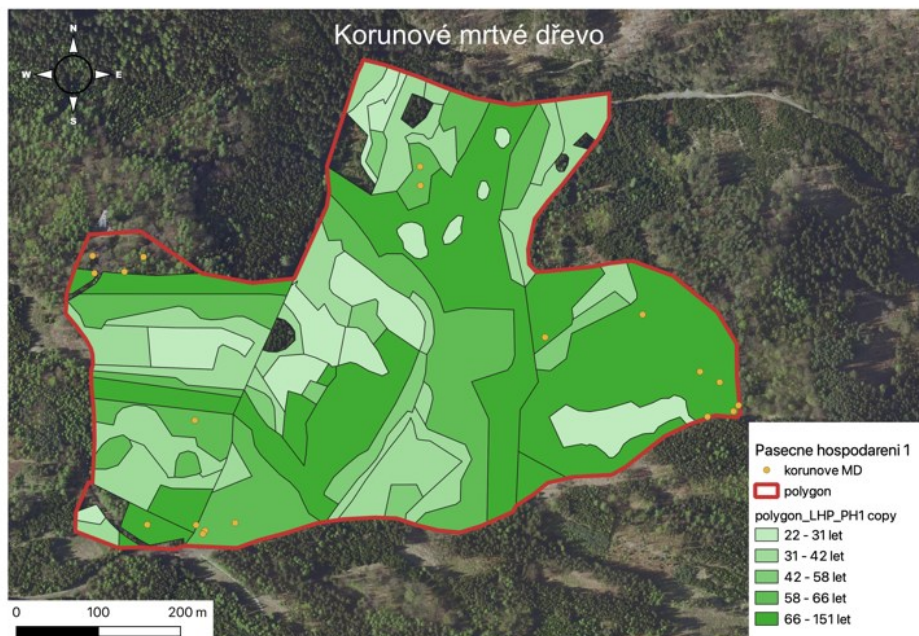 Korunové mrtvé dřevo
N
W E
S
Pasecne hospodareni 1
korunove MD
polygon
polygon_LHP_PH1 copy
22 - 31 let
31 - 42 let
42 - 58 let
58 - 66 let
66 - 151 let
0 100 200 m